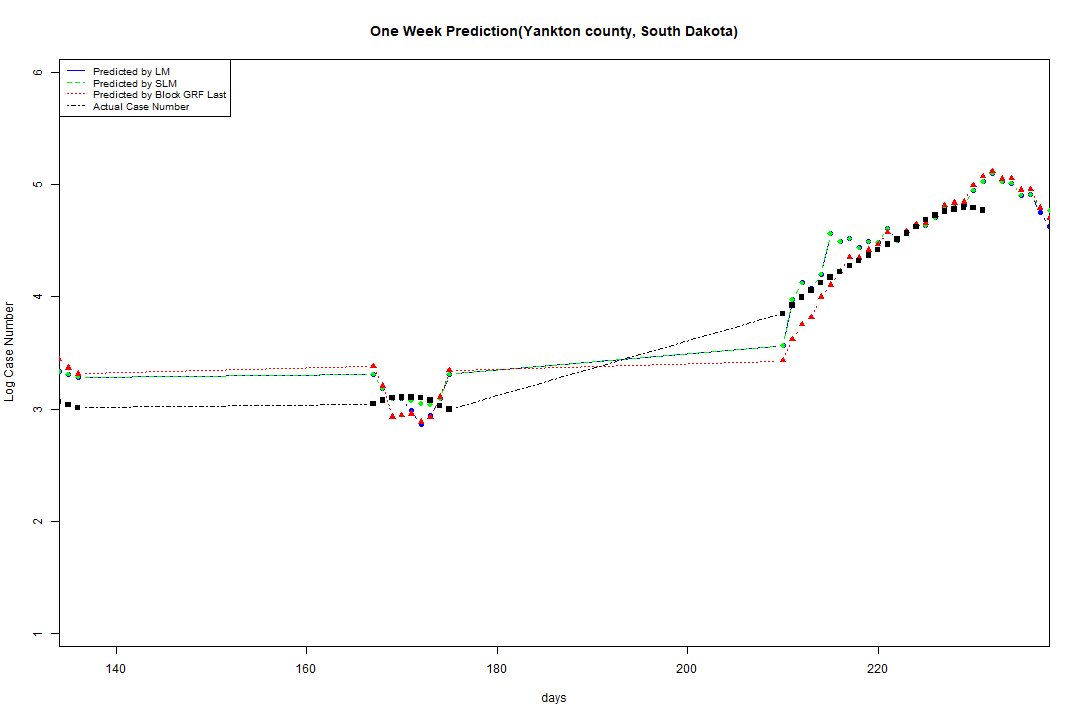 One Week Prediction(Yankton county, South Dakota)
Predicted by LM
Predicted by SLM
Predicted by Block GRF Last
Actual Case Number
6
5
4
3
2
1
Log Case Number
140 160 180 200 220
days